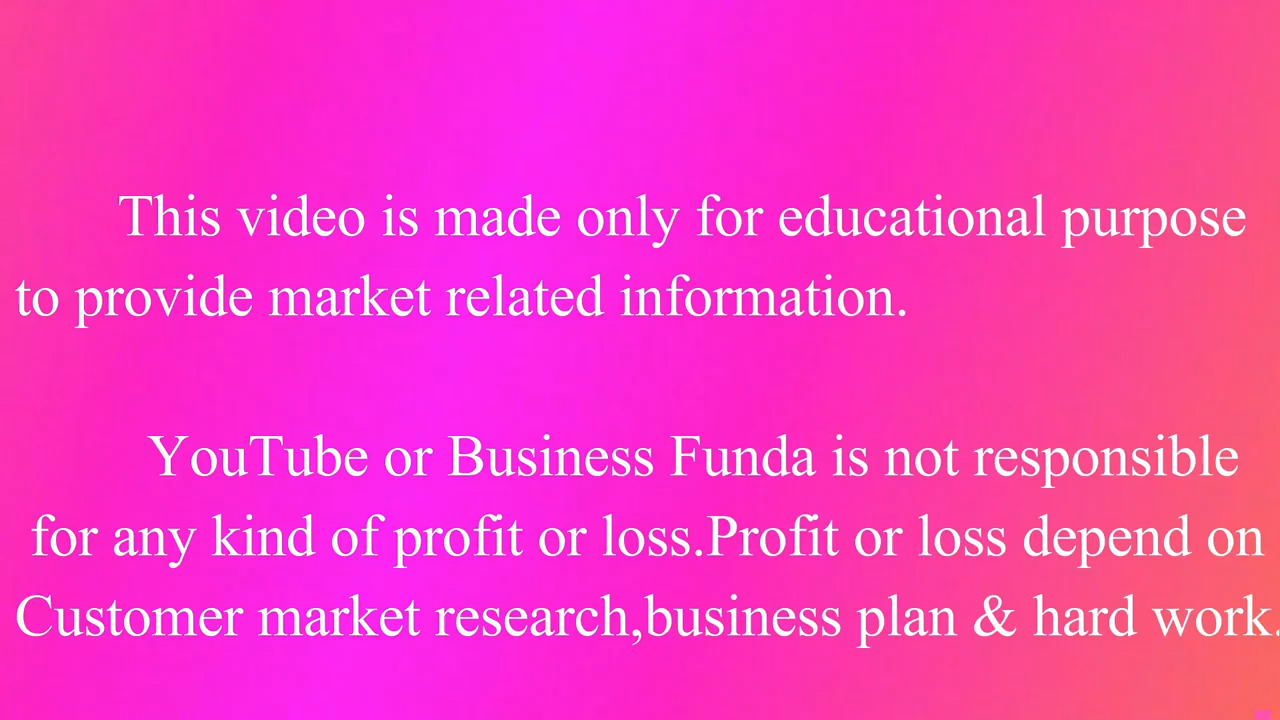 This video is made only for educational purpose
to provide market related information.
YouTube or Business Funda is not responsible
for any kind of profit or loss.Profit or loss depend on
Customer market research,business plan & hard work.